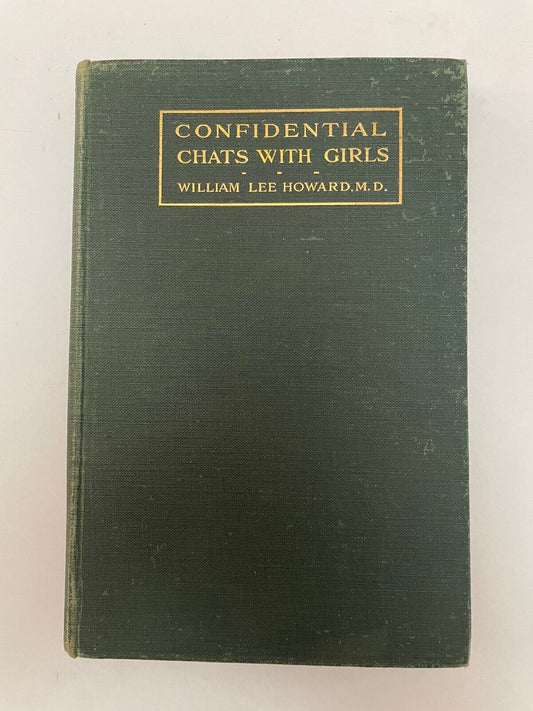 CONFIDENTIAL
CHATS WITH GIRLS
- - -
WILLIAM LEE HOWARD, M.D.